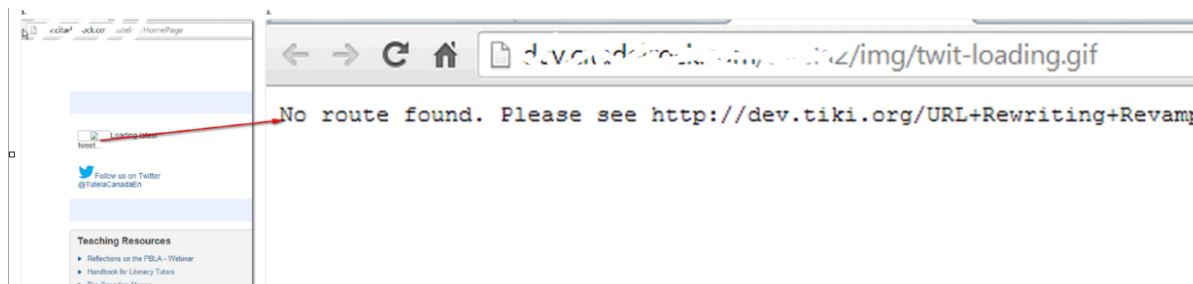 /HomePage
Loading latest
tweet...
Follow us on Twitter
@TutelaCanadaEn
Teaching Resources
Reflections on the PBLA - Webinar
Handbook for Literacy Tutors
/img/twit-loading.gif
No route found. Please see http://dev.tiki.org/URL+Rewriting+Revamp